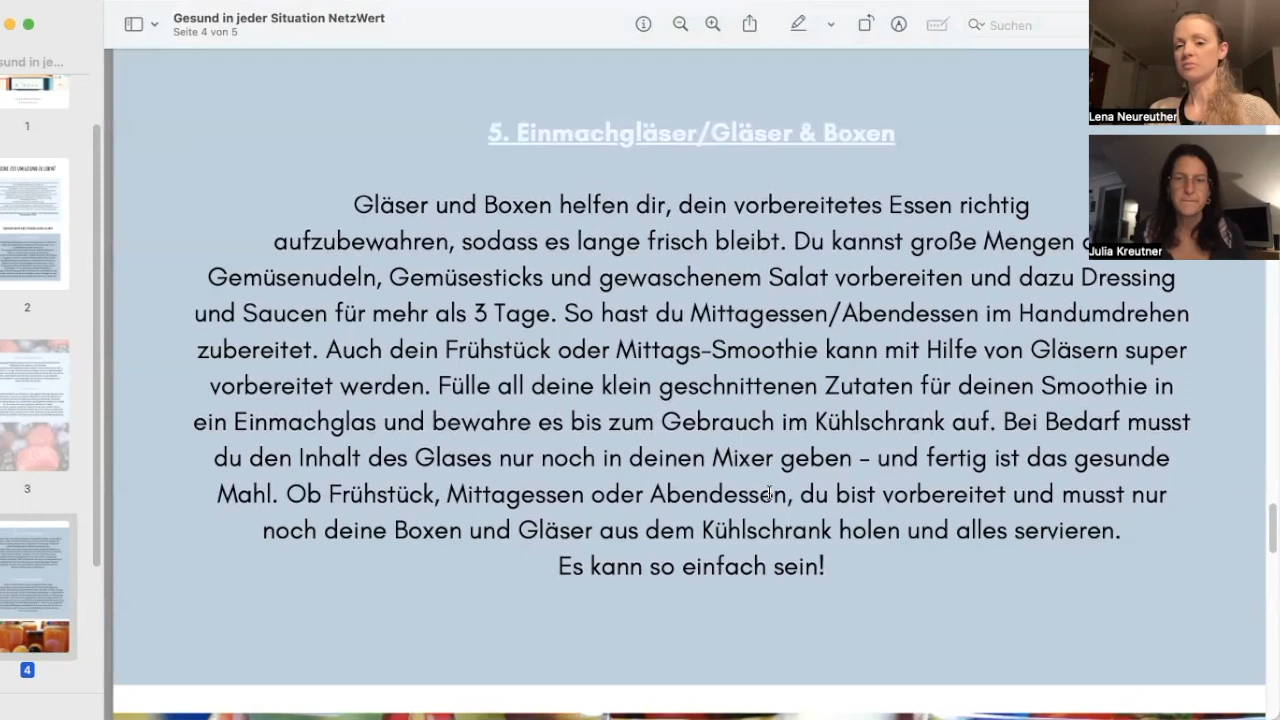 Gesund in jeder Situation NetzWert
Seite 4 von 5
Suchen
sund in je...
1
2
3
4
5. Einmachgläser/Gläser & Boxen
Gläser und Boxen helfen dir, dein vorbereitetes Essen richtig
aufzubewahren, sodass es lange frisch bleibt. Du kannst große Mengen
Gemüsenudeln, Gemüsesticks und gewaschenem Salat vorbereiten und dazu Dressing
und Saucen für mehr als 3 Tage. So hast du Mittagessen/Abendessen im Handumdrehen
zubereitet. Auch dein Frühstück oder Mittags-Smoothie kann mit Hilfe von Gläsern super
vorbereitet werden. Fülle all deine klein geschnittenen Zutaten für deinen Smoothie in
ein Einmachglas und bewahre es bis zum Gebrauch im Kühlschrank auf. Bei Bedarf musst
du den Inhalt des Glases nur noch in deinen Mixer geben - und fertig ist das gesunde
Mahl. Ob Frühstück, Mittagessen oder Abendessen, du bist vorbereitet und musst nur
noch deine Boxen und Gläser aus dem Kühlschrank holen und alles servieren.
Es kann so einfach sein!
Lena Neureuther
Julia Kreutner